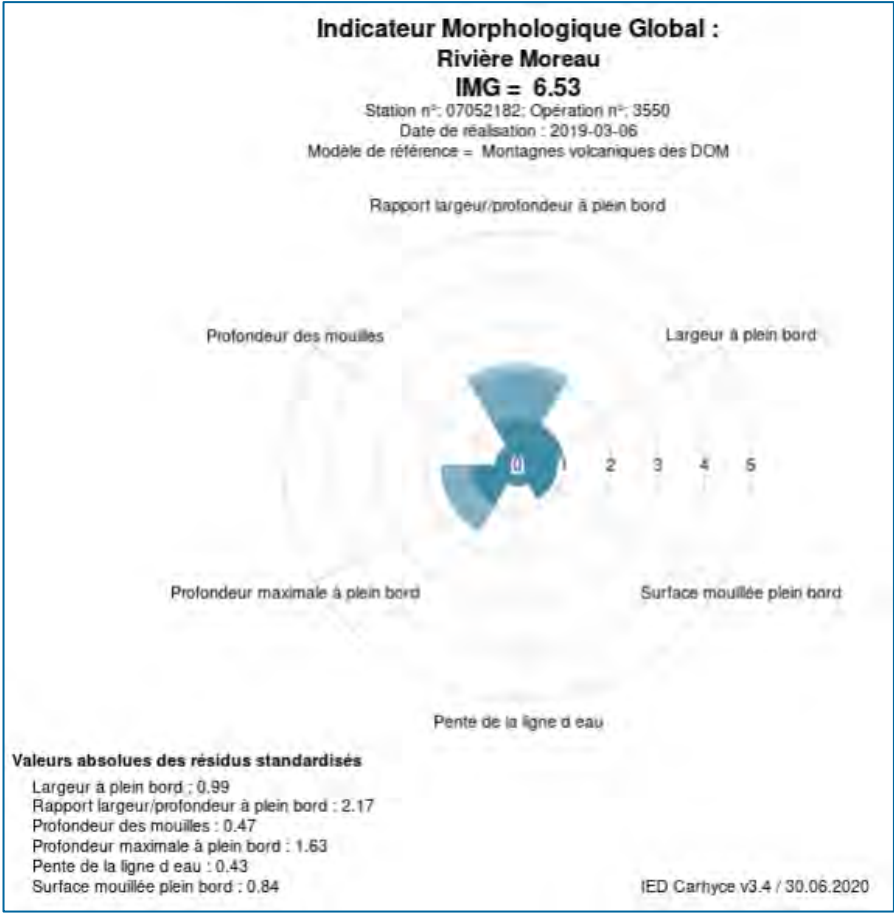 Indicateur Morphologique Global :
Rivière Moreau
IMG = 6.53
Station n°: 07052182; Opération n°: 3550
Date de réalisation : 2019-03-06
Modèle de référence = Montagnes volcaniques des DOM
Rapport largeur/profondeur à plein bord
Profondeur des mouilles
Largeur à plein bord
0 1 2 3 4 5
Profondeur maximale à plein bord
Surface mouillée plein bord
Pente de la ligne d eau
Valeurs absolues des résidus standardisés
Largeur à plein bord : 0.99
Rapport largeur/profondeur à plein bord : 2.17
Profondeur des mouilles : 0.47
Profondeur maximale à plein bord : 1.63
Pente de la ligne d eau : 0.43
Surface mouillée plein bord : 0.84
IED Carhyce v3.4 / 30.06.2020